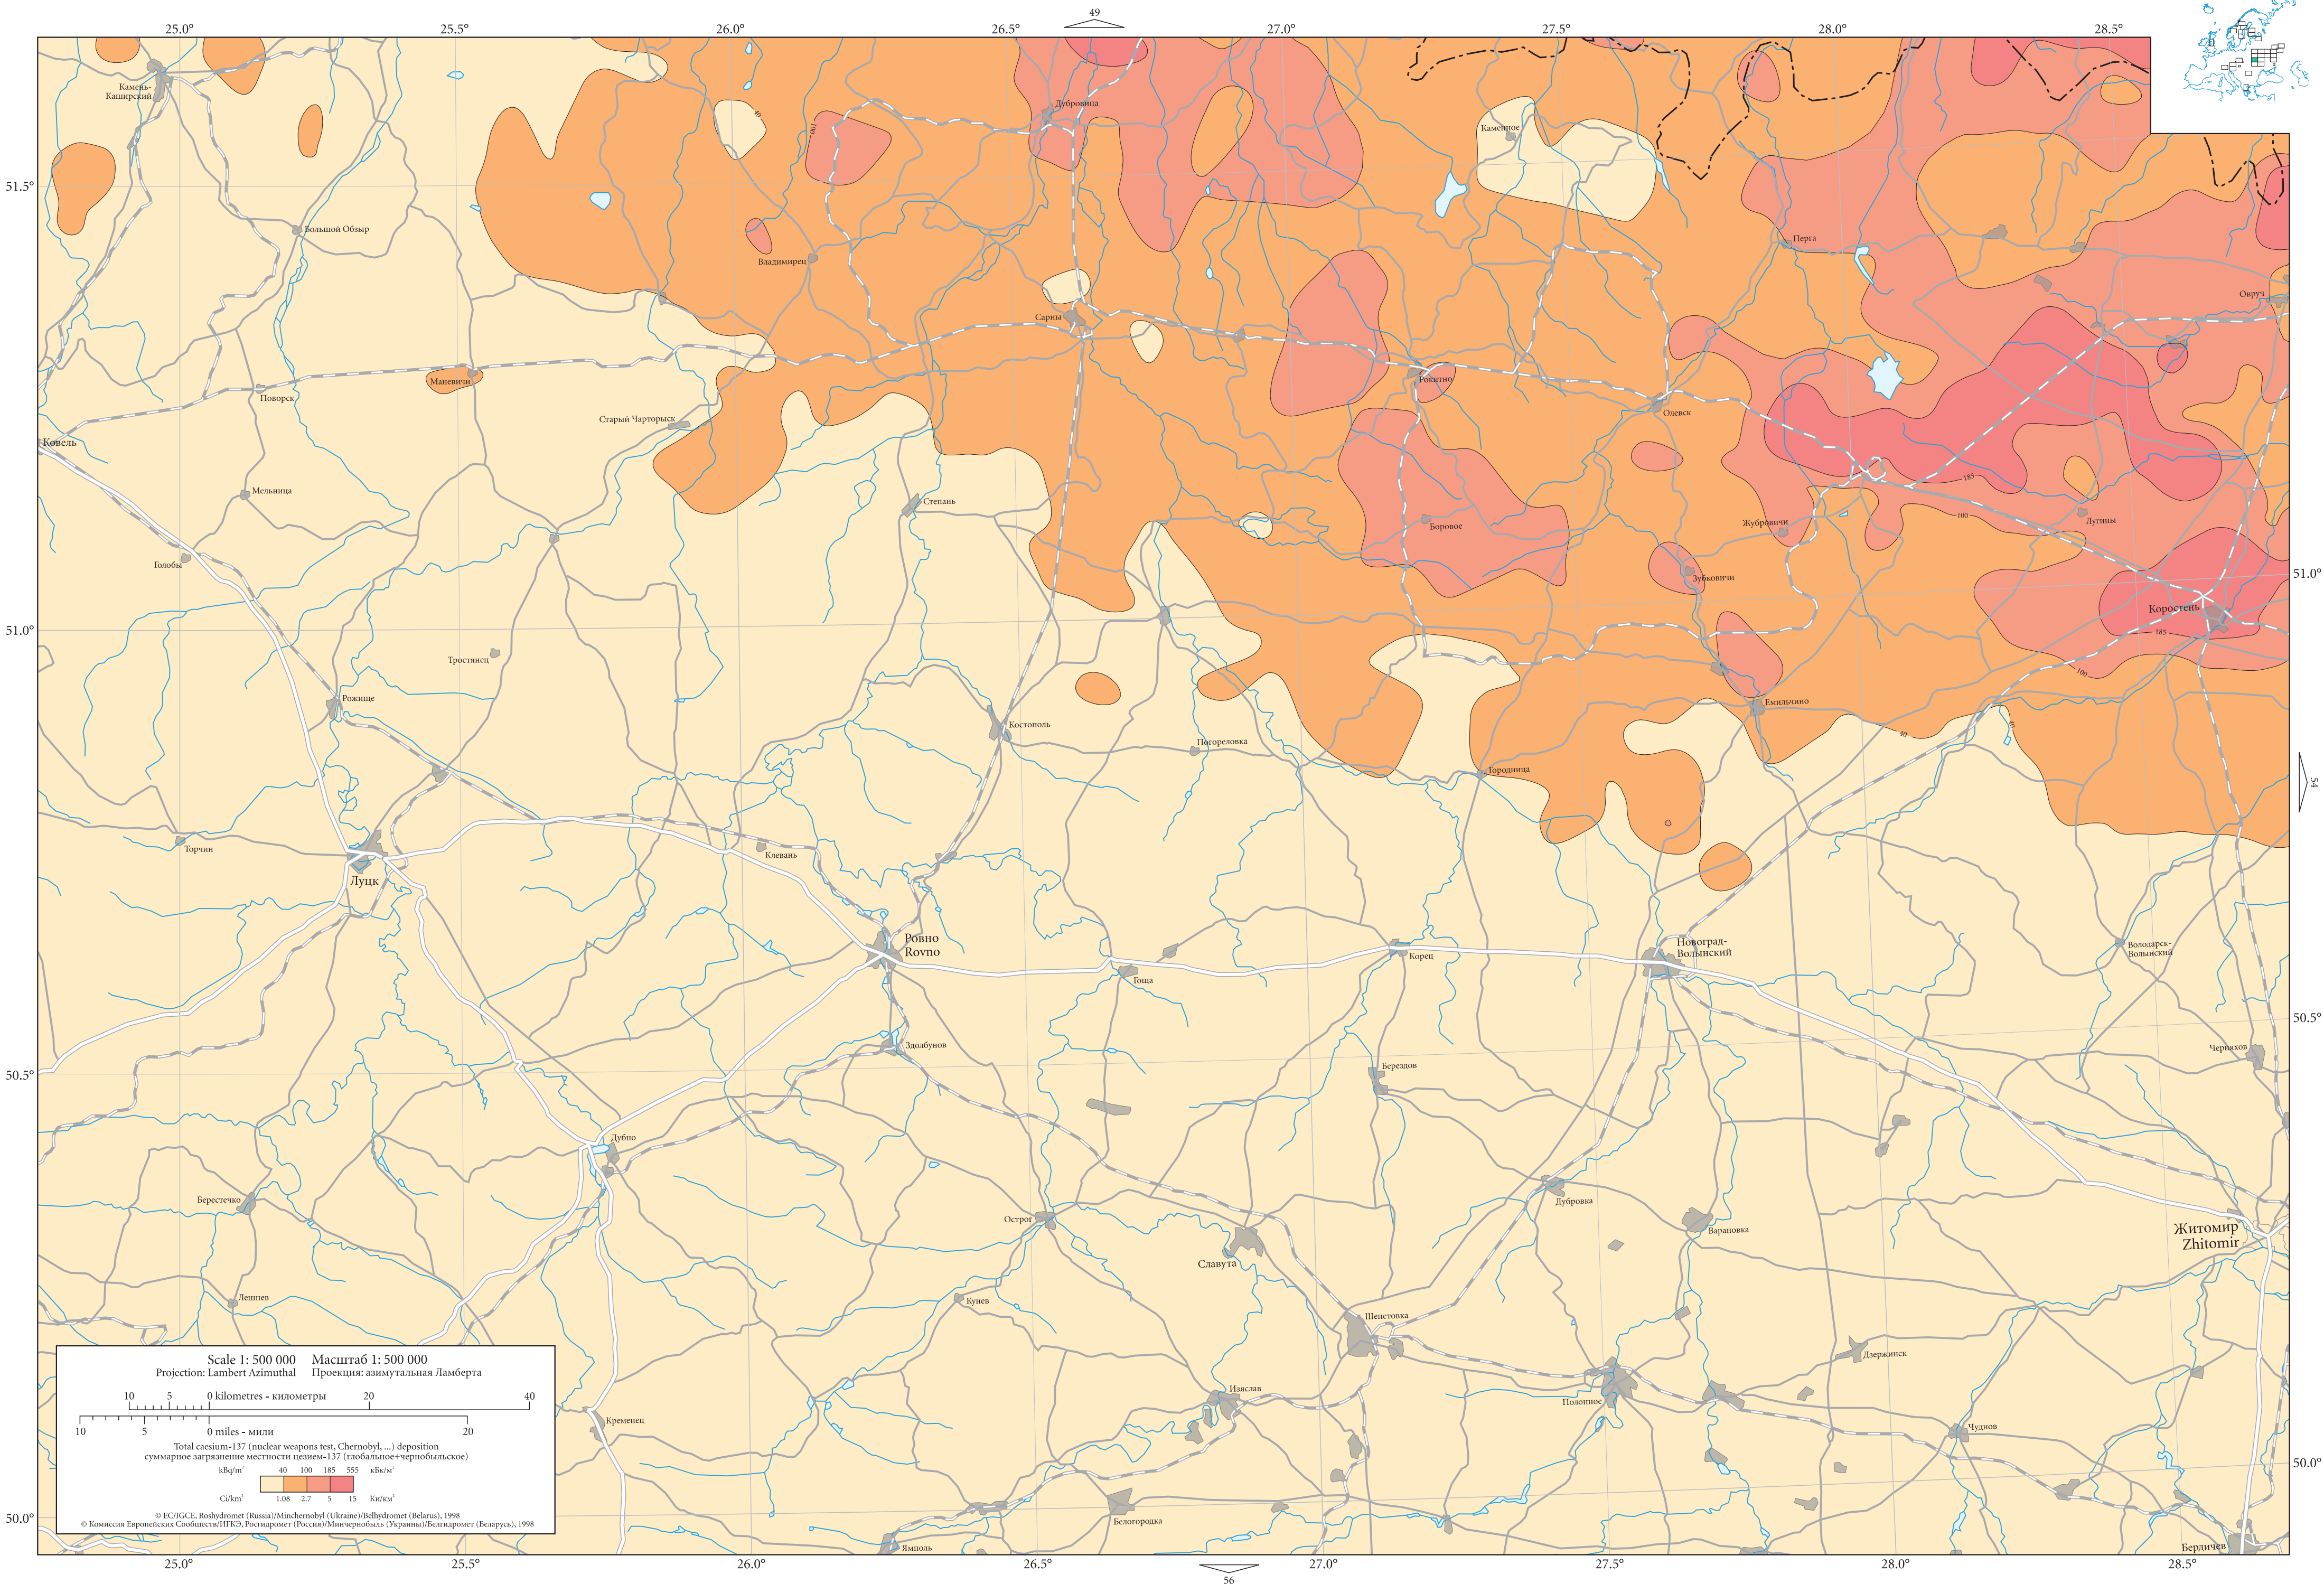 49
25.0° 25.5° 26.0° 26.5° 27.0° 27.5° 28.0° 28.5°
Камень-
Каширский
40
100
Дубровица
Каменное
51.5°
Большой Обзыр
Владимирец
Перга
Овруч
Сарны
Маневичи
Поворск
Рокитно
Олевск
Старый Чарторыск
Ковель
185
Мельница
Степань
100
Жубровичи
Лугины
Боровое
Голобы
Зубковичи
51.0°
Коростень
51.0°
185
Тростянец
100
Рожище
Емильчино
Костополь
40
40
Погореловка
Городница
54
Торчин
Клевань
Луцк
Ровно
Rovno
Новоград-
Волынский
Володарск-
Волынский
Корец
Гоща
50.5°
Здолбунов
Черняхов
Берездов
50.5°
Дубно
Берестечко
Острог
Дубровка
Варановка
Житомир
Zhitomir
Славута
Лешнев
Кунев
Шепетовка
Дзержинск
Scale 1: 500 000 Масштаб 1: 500 000
Projection: Lambert Azimuthal Проекция: азимутальная Ламберта
10 5 0 kilometres - километры 20 40
10 5 0 miles - мили 20
Total caesium-137 (nuclear weapons test, Chernobyl, ...) deposition
суммарное загрязнение местности цезием-137 (глобальное+чернобыльское)
kBq/m² 40 100 185 555 кБк/м²
Ci/km² 1.08 2.7 5 15 Ки/км²
© EC/IGCE, Roshydromet (Russia)/Minchernobyl (Ukraine)/Belhydromet (Belarus), 1998
© Комиссия Европейских Сообществ/ИГКЭ, Росгидромет (Россия)/Минчернобыль (Украины)/Белгидромет (Беларусь), 1998
Изяслав
Полонное
Кременец
Чуднов
50.0°
50.0°
Белогородка
Ямполь
Бердичев
25.0° 25.5° 26.0° 26.5° 27.0° 27.5° 28.0° 28.5°
56